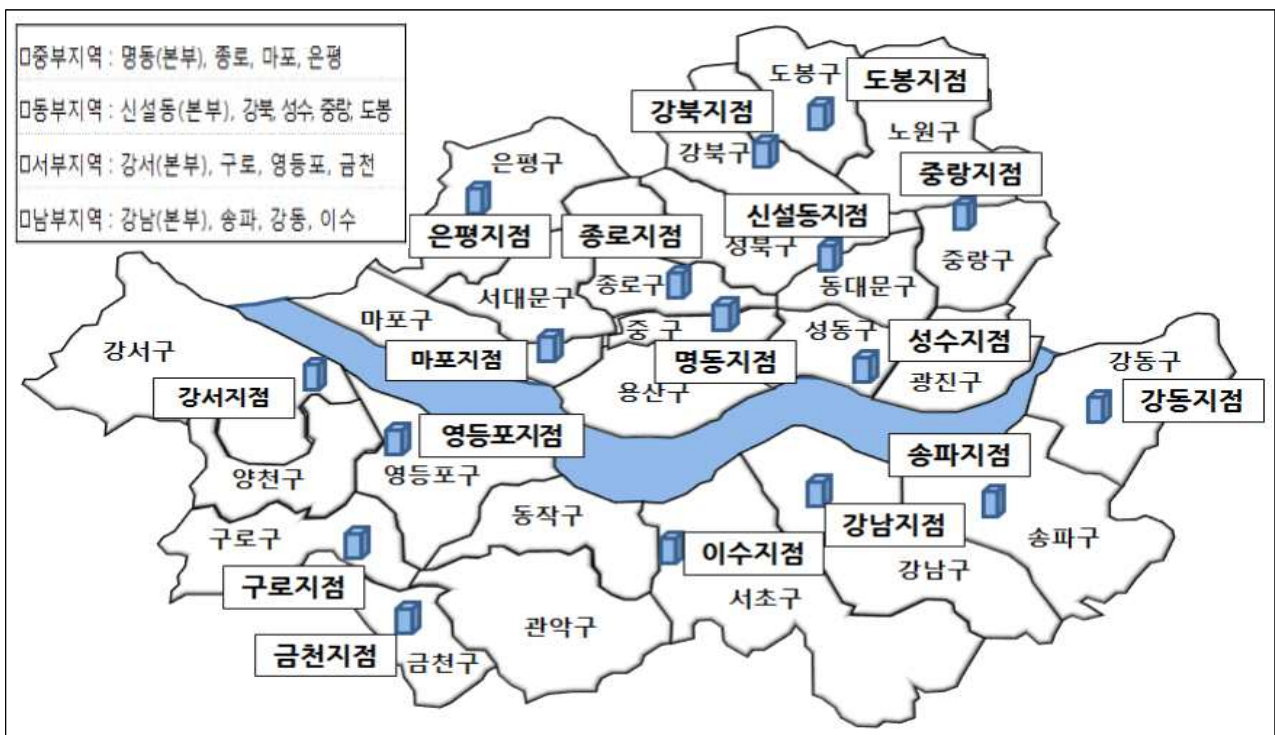 □중부지역 : 명동(본부), 종로, 마포, 은평
□동부지역 : 신설동(본부), 강북, 성수, 중랑, 도봉
□서부지역 : 강서(본부), 구로, 영등포, 금천
□남부지역 : 강남(본부), 송파, 강동, 이수
도봉구
도봉지점
강북지점
노원구
강북구
은평구
중랑지점
신설동지점
은평지점
종로지점
성북구
중랑구
서대문구
종로구
동대문구
마포구
중 구
성동구
성수지점
강서구
마포지점
명동지점
강동구
광진구
강서지점
용산구
강동지점
영등포지점
송파지점
양천구
영등포구
동작구
강남지점
구로구
송파구
이수지점
강남구
구로지점
서초구
관악구
금천지점
금천구